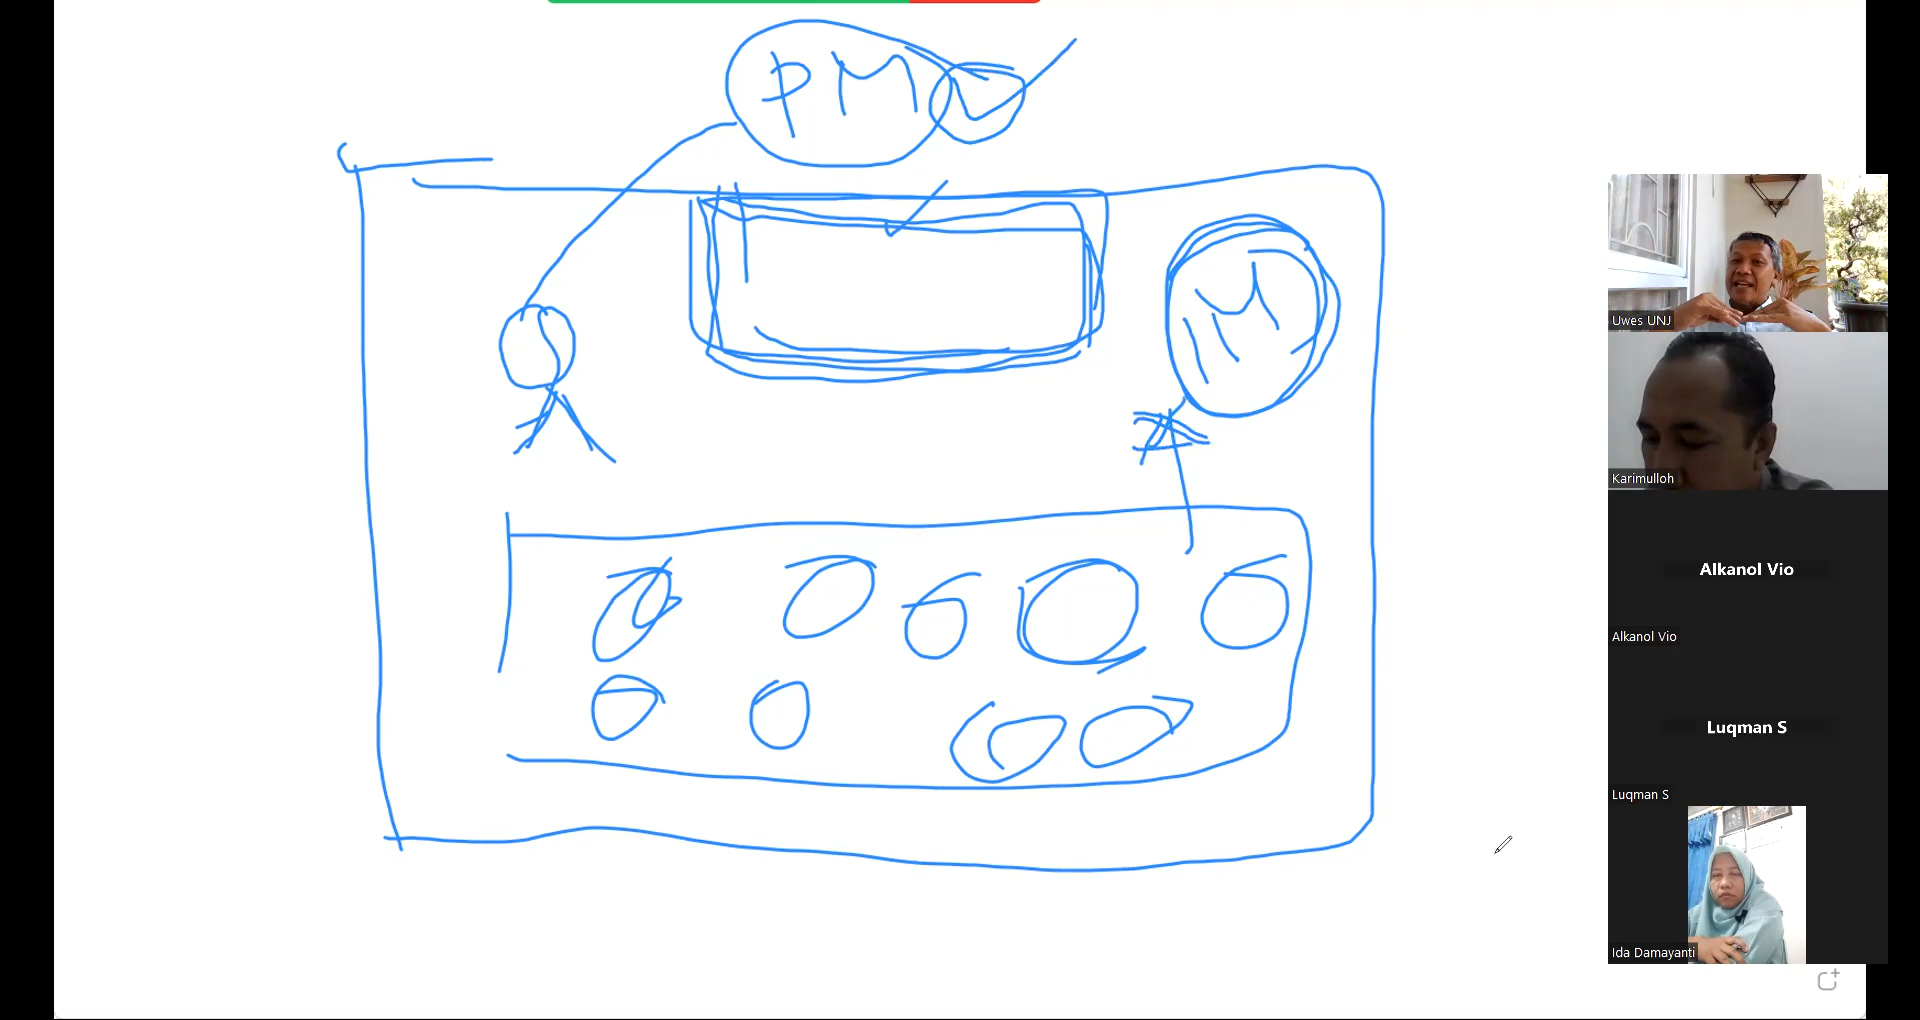 PM
M
Uwes UNJ
Karimulloh
Alkanol Vio
Alkanol Vio
Luqman S
Luqman S
Ida Damayanti